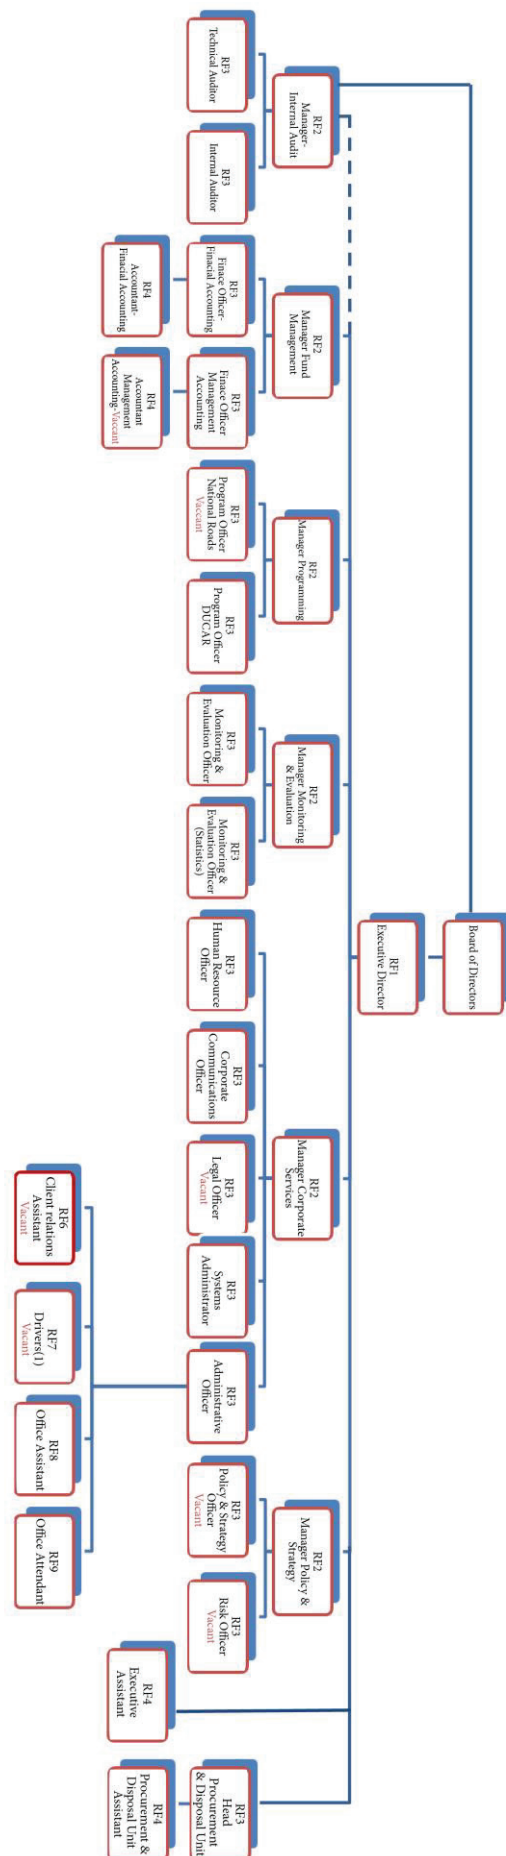 Board of Directors
RF1
Executive Director
RF2
Manager-
Internal Audit
RF2
Manager Fund
Management
RF2
Manager Programming
RF2
Manager Monitoring
& Evaluation
RF2
Manager Corporate
Services
RF2
Manager Policy &
Strategy
RF3
Technical Auditor
RF3
Internal Auditor
RF3
Finace Officer-
Finacial Accounting
RF3
Finace Officer
Management
Accounting
RF3
Program Officer
National Roads
Vaccant
RF3
Program Officer
DUCAR
RF3
Monitoring &
Evaluation Officer
RF3
Monitoring &
Evaluation Officer
(Statistics)
RF3
Human Resource
Officer
RF3
Corporate
Communications
Officer
RF3
Legal Officer
Vacant
RF3
Systems
Administrator
RF3
Administrative
Officer
RF3
Policy & Strategy
Officer
Vacant
RF3
Risk Officer
Vacant
RF3
Head
Procurement
& Disposal Unit
RF4
Accountant-
Finacial Accounting
RF4
Accountant
Management
Accounting-Vaccant
RF4
Executive
Assistant
RF4
Procurement &
Disposal Unit
Assistant
RF6
Client relations
Assistant
Vacant
RF7
Drivers(1)
Vacant
RF8
Office Assistant
RF9
Office Attendant